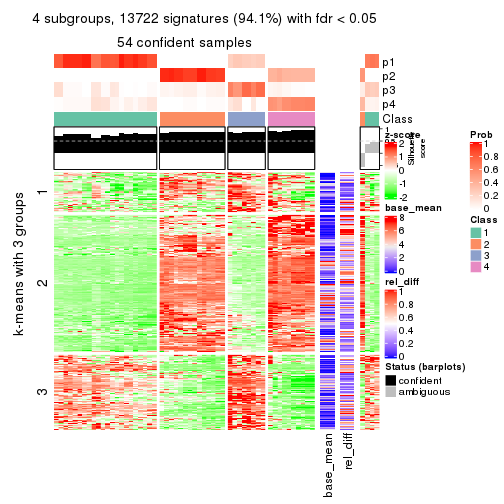 4 subgroups, 13722 signatures (94.1%) with fdr < 0.05
54 confident samples
p1
p2
p3
p4
Class
1
Silhouette
score
k-means with 3 groups
1
2
3
base_mean
rel_diff
z-score
2
1
0
-1
-2
base_mean
8
6
4
2
0
rel_diff
1
0.8
0.6
0.4
0.2
0
Status (barplots)
confident
ambiguous
Prob
1
0.8
0.6
0.4
0.2
0
Class
1
2
3
4